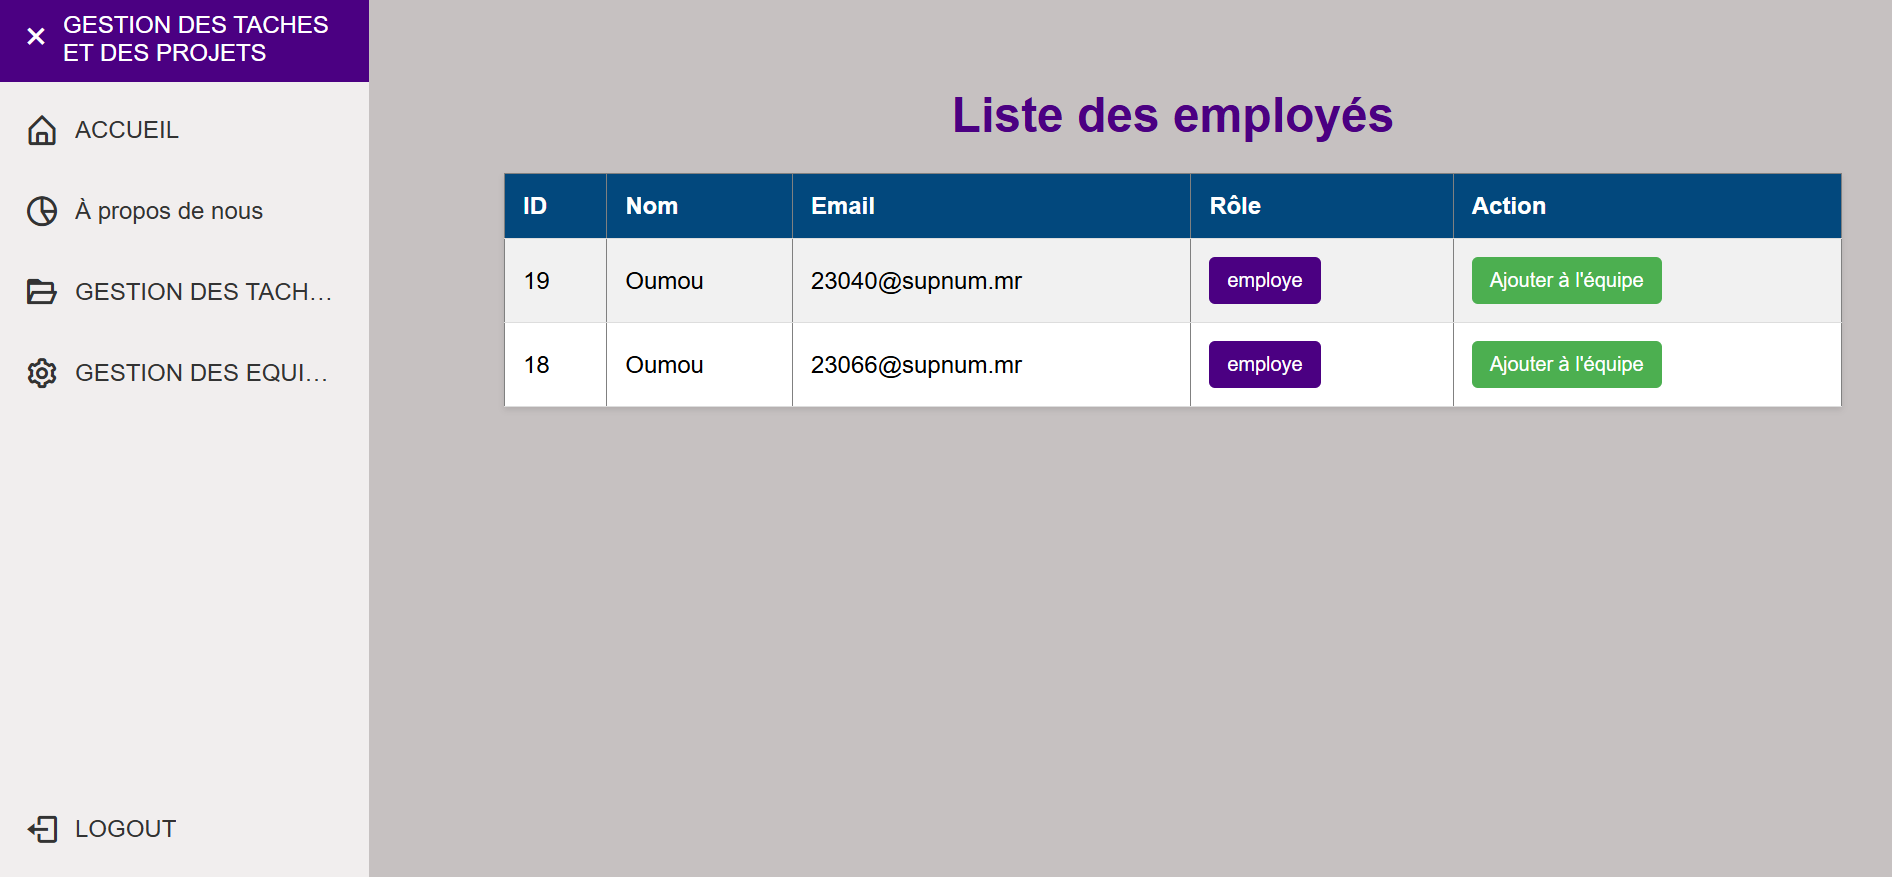 GESTION DES TACHES
ET DES PROJETS
ACCUEIL
À propos de nous
GESTION DES TACH...
GESTION DES EQUI...
LOGOUT
Liste des employés
ID Nom Email Rôle Action
19 Oumou 23040@supnum.mr employe Ajouter à l'équipe
18 Oumou 23066@supnum.mr employe Ajouter à l'équipe